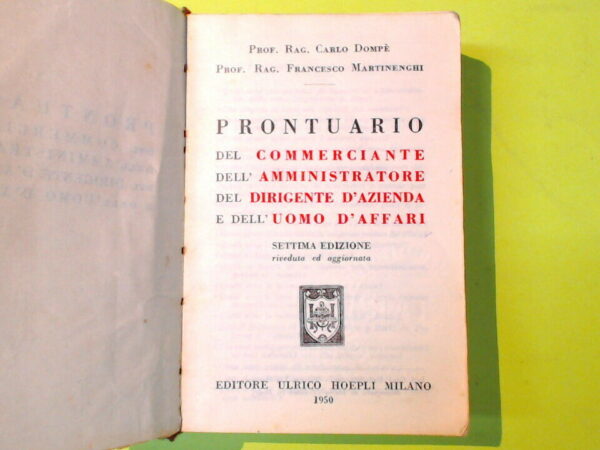 Prof. Rag. Carlo Dompè
Prof. Rag. Francesco Martinenghi
PRONTUARIO
DEL COMMERCIANTE
DELL'AMMINISTRATORE
DEL DIRIGENTE D'AZIENDA
E DELL'UOMO D'AFFARI
SETTIMA EDIZIONE
riveduta ed aggiornata
EDITORE ULRICO HOEPLI MILANO
1950